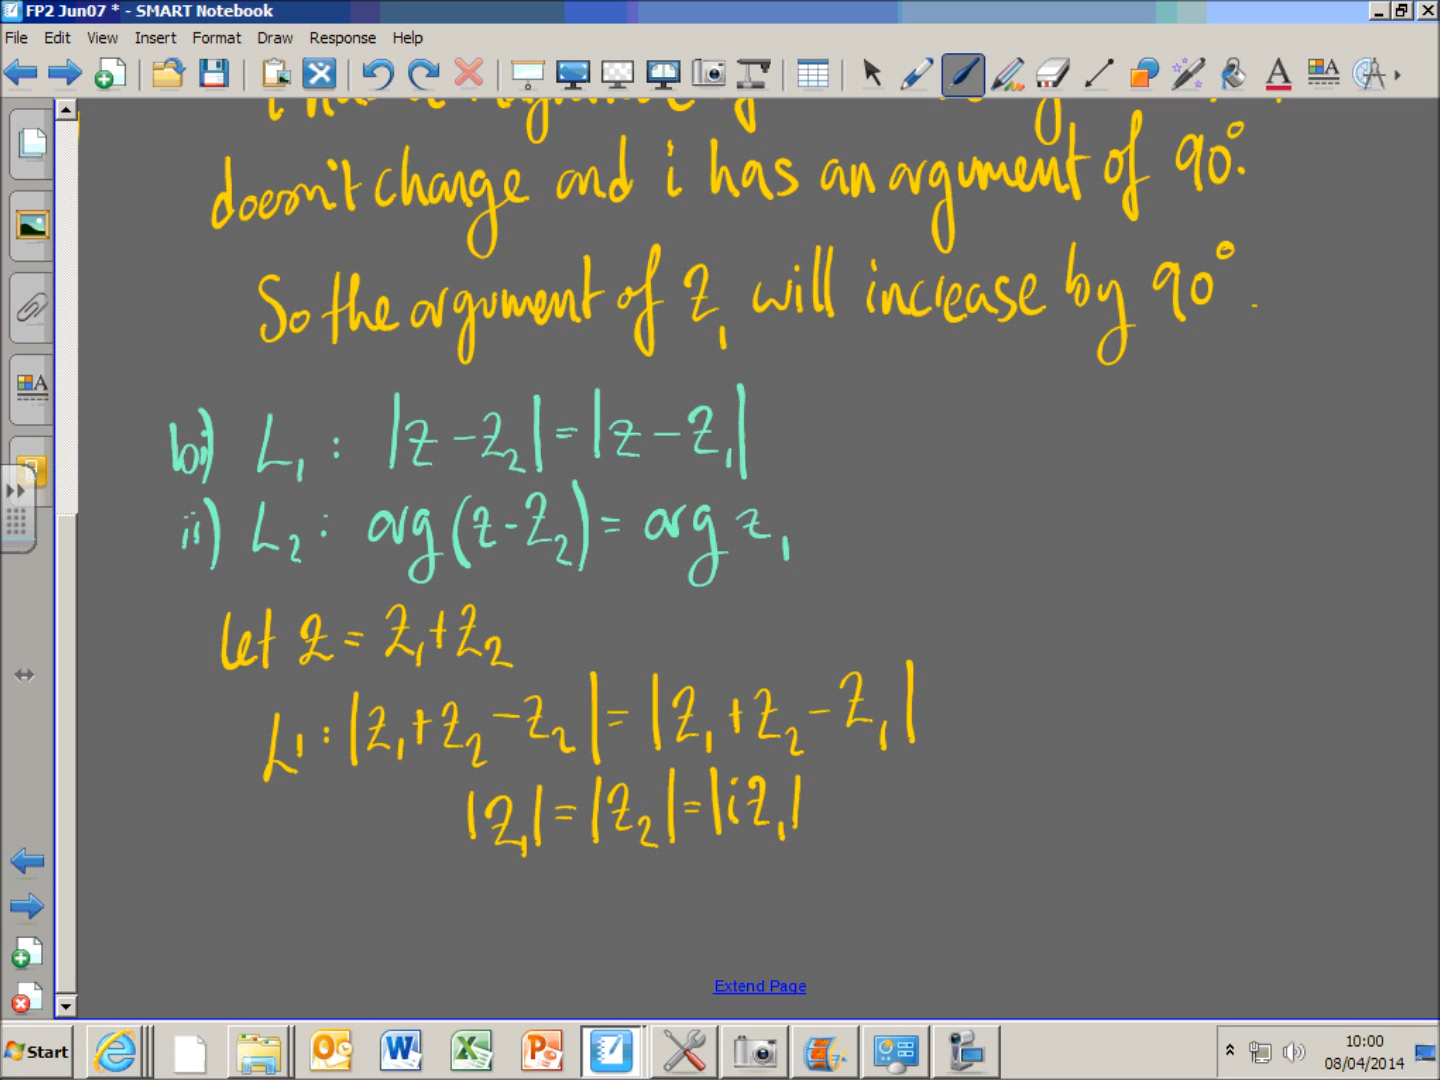 FP2 Jun07 * - SMART Notebook
File Edit View Insert Format Draw Response Help
doesn't change and i has an argument of 90°.
So the argument of Z₁ will increase by 90°.
bi) L₁ : |z - Z₂| = |z - Z₁|
ii) L₂ : arg(z - Z₂) = arg z₁
let z = Z₁ + Z₂
L₁ : |Z₁ + Z₂ - Z₂| = |Z₁ + Z₂ - Z₁|
|Z₁| = |Z₂| = |iZ₁|
Extend Page
Start
10:00
08/04/2014